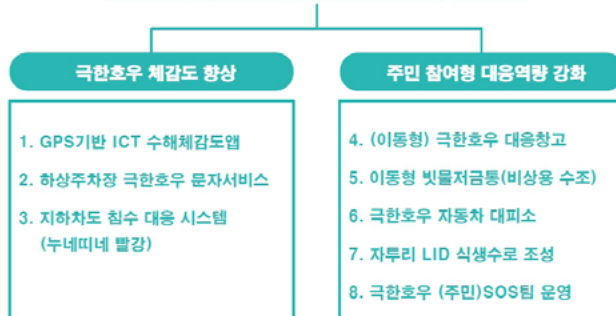 극한호우 체감도 향상
1. GPS기반 ICT 수해체감도앱
2. 하상주차장 극한호우 문자서비스
3. 지하차도 침수 대응 시스템
(누네띠네 빨강)
주민 참여형 대응역량 강화
4. (이동형) 극한호우 대응창고
5. 이동형 빗물저금통(비상용 수조)
6. 극한호우 자동차 대피소
7. 자투리 LID 식생수로 조성
8. 극한호우 (주민)SOS팀 운영